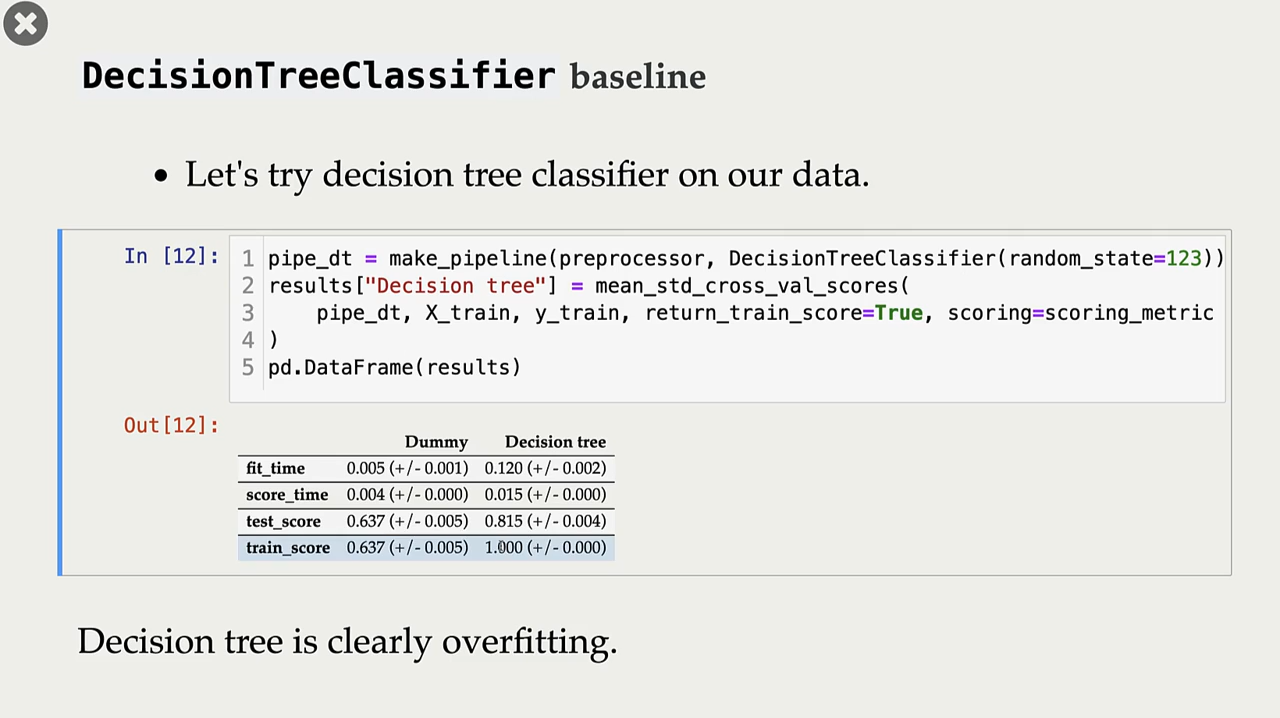 DecisionTreeClassifier baseline
• Let's try decision tree classifier on our data.
In [12]:
1 pipe_dt = make_pipeline(preprocessor, DecisionTreeClassifier(random_state=123))
2 results["Decision tree"] = mean_std_cross_val_scores(
3     pipe_dt, X_train, y_train, return_train_score=True, scoring=scoring_metric
4 )
5 pd.DataFrame(results)
Out[12]:
Dummy Decision tree
fit_time 0.005 (+/- 0.001) 0.120 (+/- 0.002)
score_time 0.004 (+/- 0.000) 0.015 (+/- 0.000)
test_score 0.637 (+/- 0.005) 0.815 (+/- 0.004)
train_score 0.637 (+/- 0.005) 1.000 (+/- 0.000)
Decision tree is clearly overfitting.